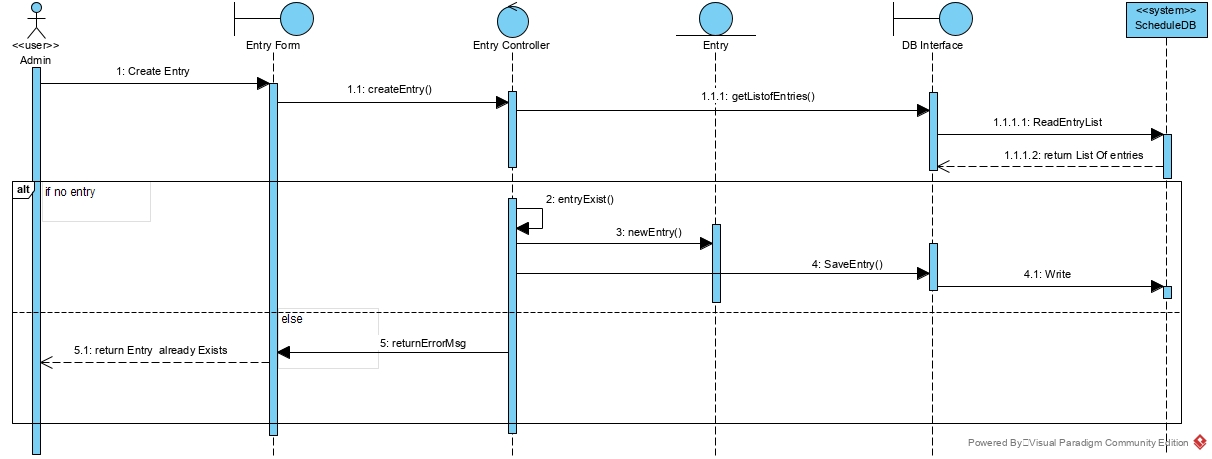 <<system>>
ScheduleDB
<<user>>
Admin
Entry Form
Entry Controller
Entry
DB Interface
1: Create Entry
1.1: createEntry()
1.1.1: getListofEntries()
1.1.1.1: ReadEntryList
1.1.1.2: return List Of entries
alt
if no entry
2: entryExist()
3: newEntry()
4: SaveEntry()
4.1: Write
else
5: returnErrorMsg
5.1: return Entry already Exists
Powered By Visual Paradigm Community Edition